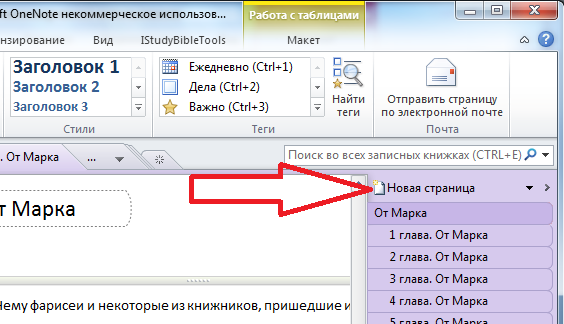 ft OneNote некоммерческое использов...
Работа с таблицами
нзирование
Вид
IStudyBibleTools
Макет
Заголовок 1
Заголовок 2
Заголовок 3
Стили
Ежедневно (Ctrl+1)
Дела (Ctrl+2)
Важно (Ctrl+3)
Найти
теги
Теги
Отправить страницу
по электронной почте
Почта
. От Марка
...
Поиск во всех записных книжках (CTRL+E)
Новая страница
т Марка
От Марка
1 глава. От Марка
2 глава. От Марка
3 глава. От Марка
4 глава. От Марка
5 глава. От Марка
Нему фарисеи и некоторые из книжников, пришедшие и